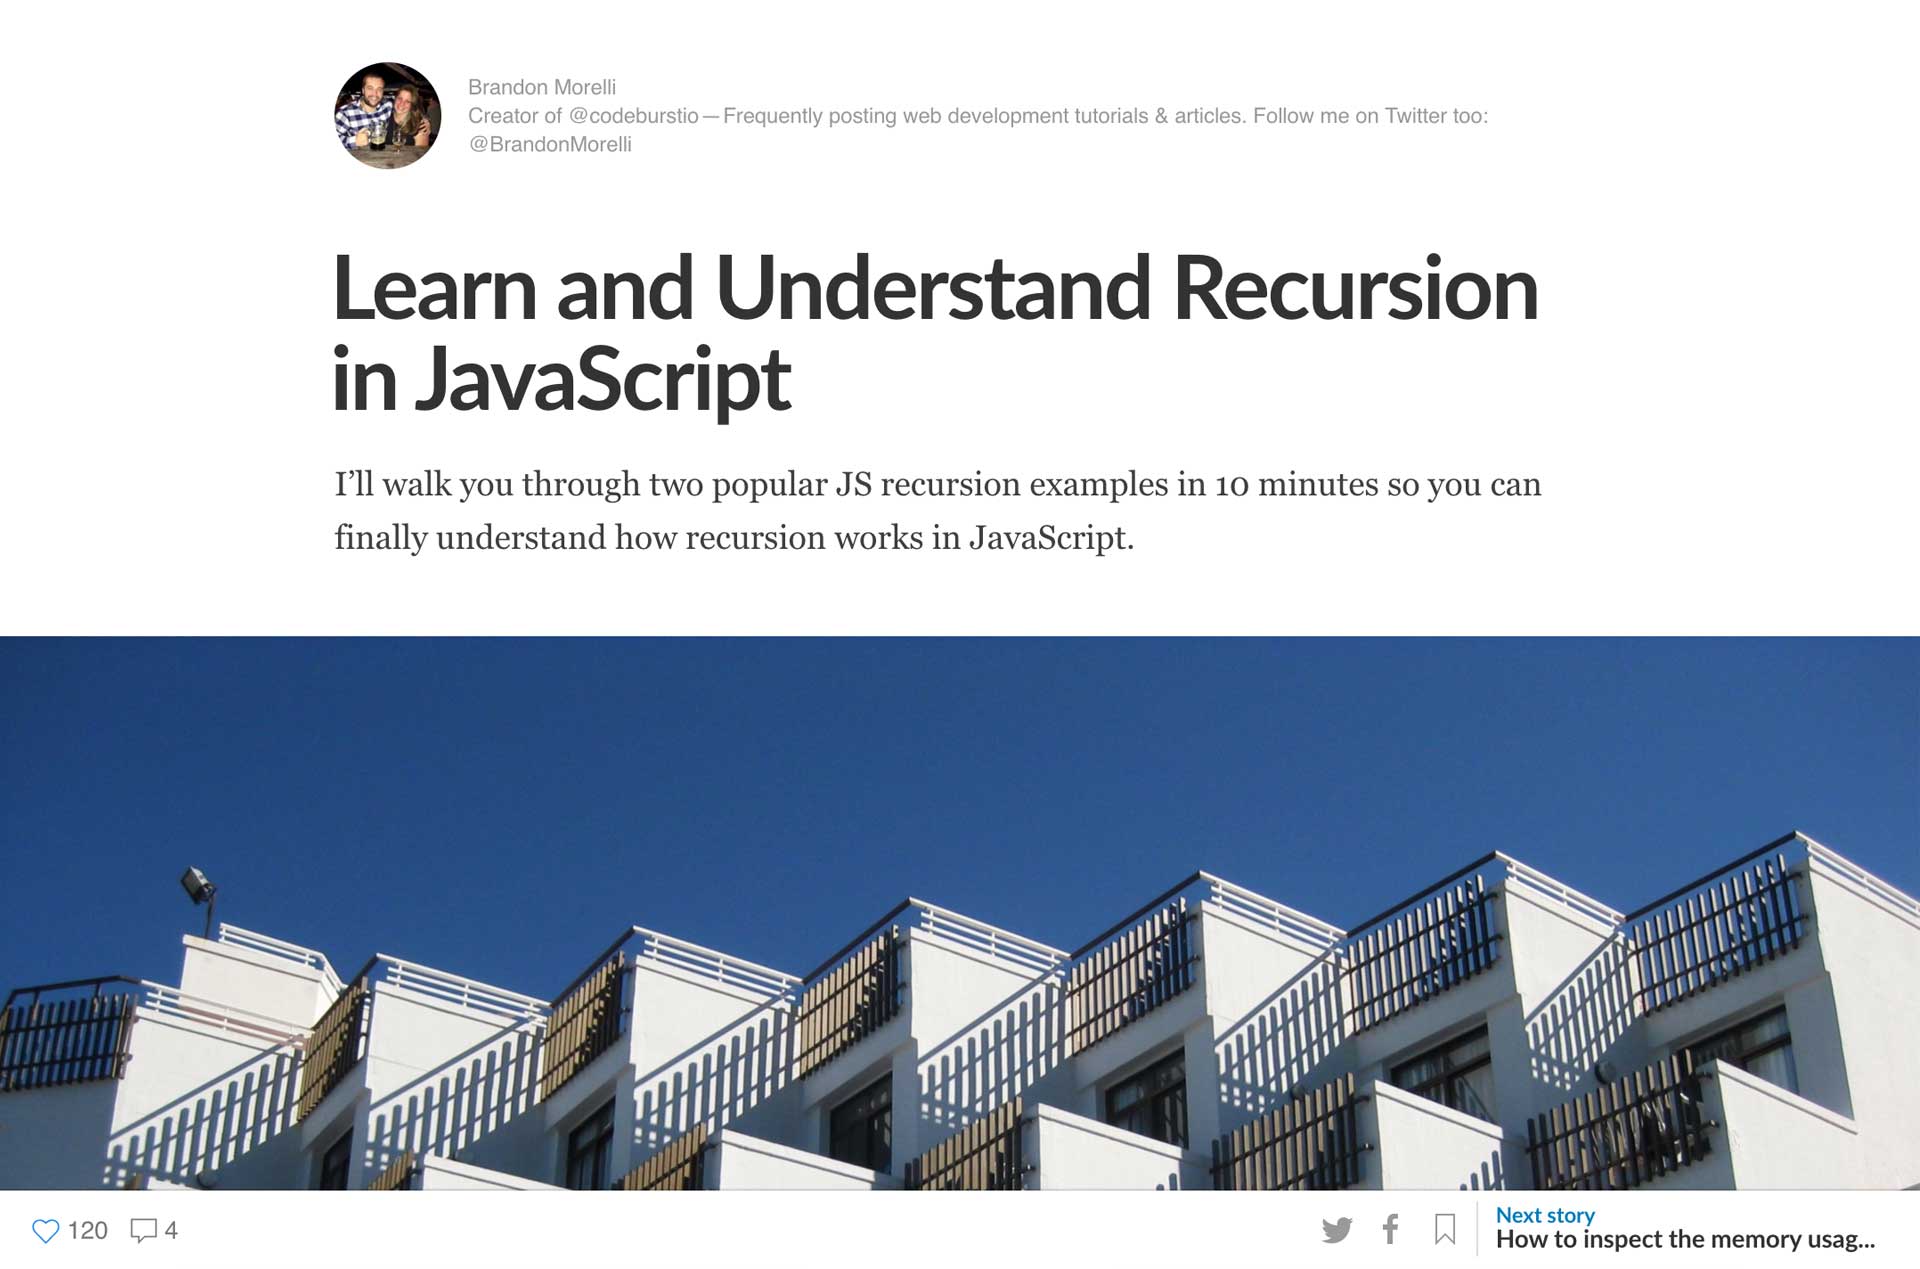 Brandon Morelli
Creator of @codeburstio — Frequently posting web development tutorials & articles. Follow me on Twitter too:
@BrandonMorelli
Learn and Understand Recursion
in JavaScript
I’ll walk you through two popular JS recursion examples in 10 minutes so you can
finally understand how recursion works in JavaScript.
120
4
Next story
How to inspect the memory usag...